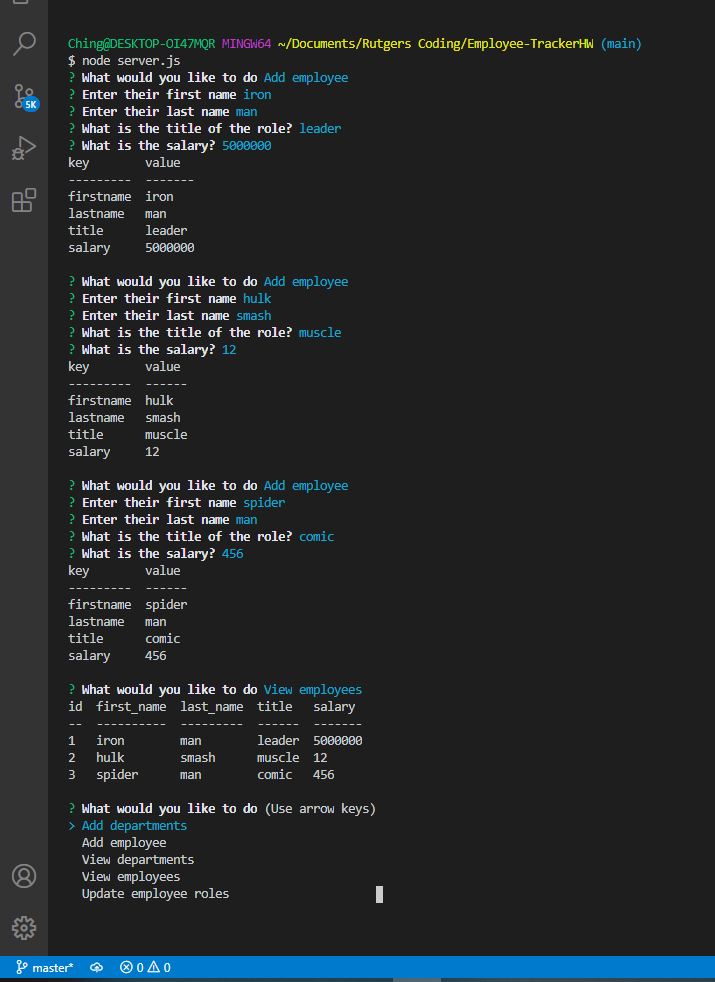 Ching@DESKTOP-OI47MQR MINGW64 ~/Documents/Rutgers Coding/Employee-TrackerHW (main)
$ node server.js
? What would you like to do Add employee
? Enter their first name iron
? Enter their last name man
? What is the title of the role? leader
? What is the salary? 5000000
key        value
---------  -------
firstname  iron
lastname   man
title      leader
salary     5000000
? What would you like to do Add employee
? Enter their first name hulk
? Enter their last name smash
? What is the title of the role? muscle
? What is the salary? 12
key        value
---------  ------
firstname  hulk
lastname   smash
title      muscle
salary     12
? What would you like to do Add employee
? Enter their first name spider
? Enter their last name man
? What is the title of the role? comic
? What is the salary? 456
key        value
---------  ------
firstname  spider
lastname   man
title      comic
salary     456
? What would you like to do View employees
id  first_name  last_name  title   salary
--  ----------  ---------  ------  -------
1   iron        man        leader  5000000
2   hulk        smash      muscle  12
3   spider      man        comic   456
? What would you like to do (Use arrow keys)
> Add departments
  Add employee
  View departments
  View employees
  Update employee roles
5K
master* 0 0